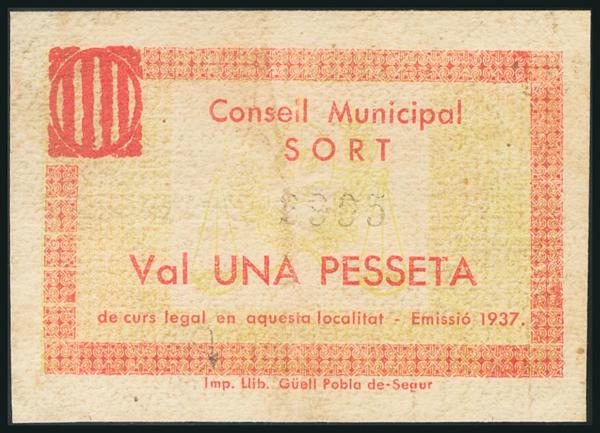 Consell Municipal
SORT
Val UNA PESSETA
de curs legal en aquesta localitat - Emissió 1937.
Imp. Llib. Güell Pobla de-Segur